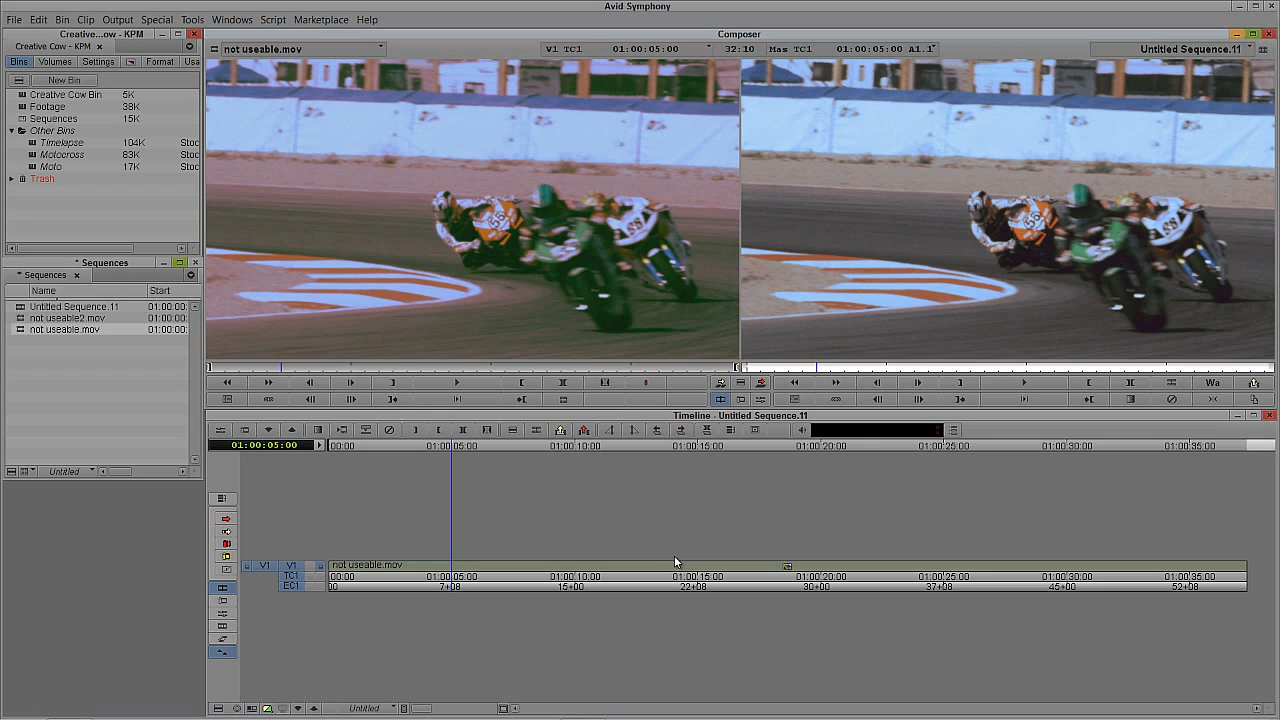 Avid Symphony
File Edit Bin Clip Output Special Tools Windows Script Marketplace Help
Creative...ow - KPM
Creative Cow - KPM
Bins Volumes Settings Format Usa
New Bin
Creative Cow Bin 5K
Footage 38K
Sequences 15K
Other Bins
Timelapse 104K Stoc
Motocross 83K Stoc
Moto 17K Stoc
Trash
* Sequences
* Sequences
Name Start
Untitled Sequence.11 01:00:00:
not useable2.mov 01:00:00:
not useable.mov 01:00:00:
Untitled
Composer
not useable.mov V1 TC1 01:00:05:00 32:10 Mas TC1 01:00:05:00 A1.1 Untitled Sequence.11
56
Wa
Timeline - Untitled Sequence.11
01:00:05:00 00:00 01:00:05:00 01:00:10:00 01:00:15:00 01:00:20:00 01:00:25:00 01:00:30:00 01:00:35:00
V1 V1 not useable.mov
TC1 00:00 01:00:05:00 01:00:10:00 01:00:15:00 01:00:20:00 01:00:25:00 01:00:30:00 01:00:35:00
EC1 00 7+08 15+00 22+08 30+00 37+08 45+00 52+08
Untitled